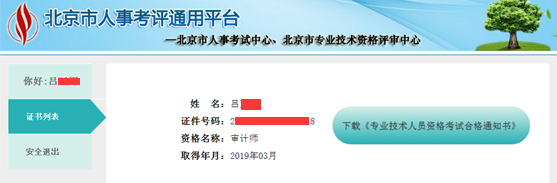 北京市人事考评通用平台
—北京市人事考试中心、北京市专业技术资格评审中心
你好:吕
证书列表
安全退出
姓 名：吕
证件号码：2 8
资格名称：审计师
取得年月：2019年03月
下载《专业技术人员资格考试合格通知书》